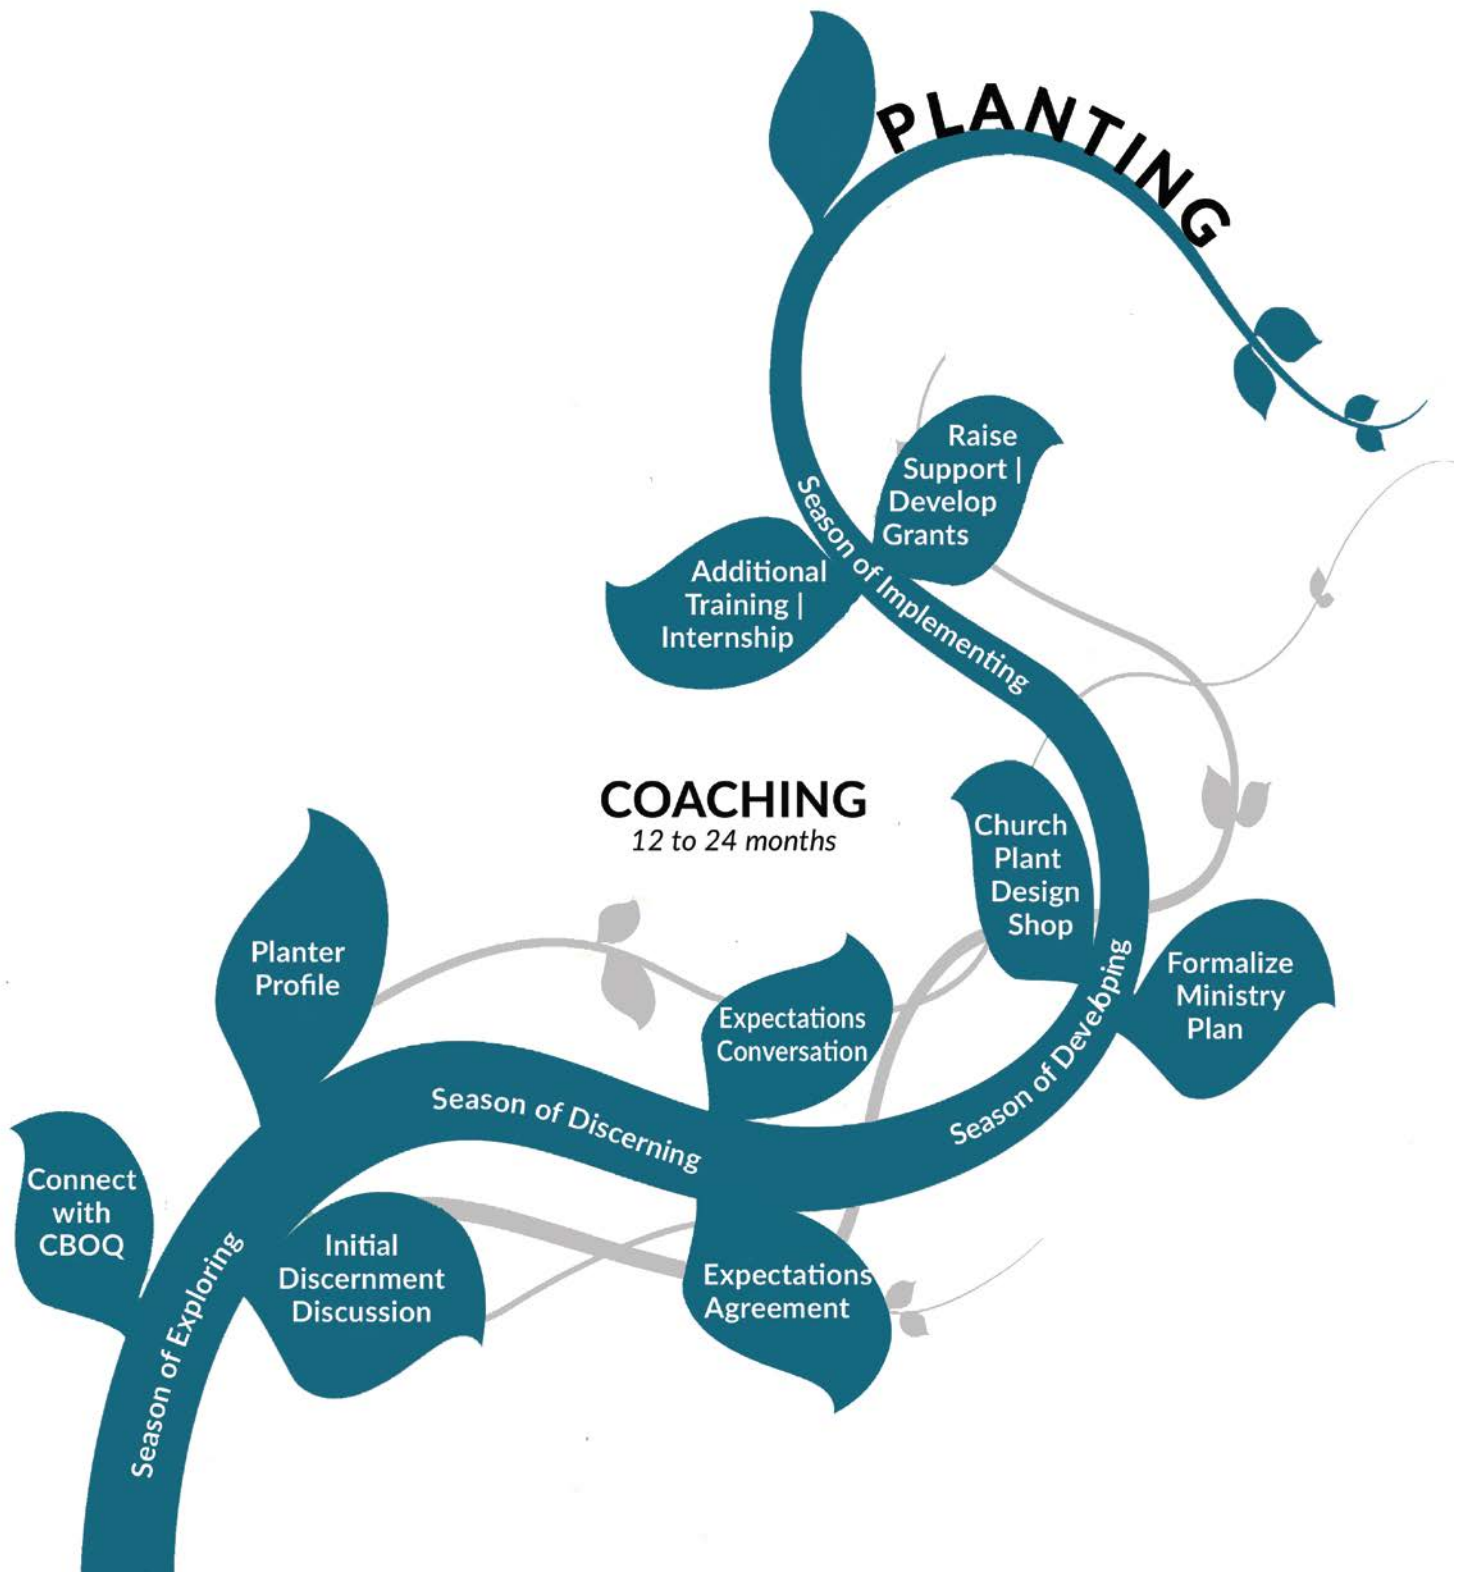 PLANTING
Raise
Support |
Develop
Grants
Season of Implementing
Additional
Training |
Internship
COACHING
12 to 24 months
Church
Plant
Design
Shop
Planter
Profile
Formalize
Ministry
Plan
Expectations
Conversation
Season of Developing
Season of Discerning
Connect
with
CBOQ
Initial
Discernment
Discussion
Expectations
Agreement
Season of Exploring